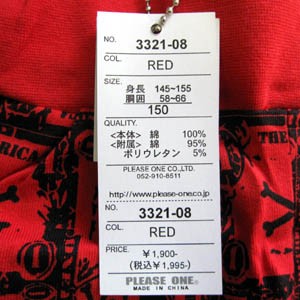 NO. 3321-08
COL. RED
SIZE.
身長 145~155
胴囲 58~66
150
QUALITY.
<本体> 綿 100%
<附属> 綿 95%
ポリウレタン 5%
PLEASE ONE CO.,LTD.
052-910-8511
http://www.please-one.co.jp
NO. 3321-08
COL. RED
PRICE.
¥1,900-
(税込¥1,995-)
PLEASE ONE.
MADE IN CHINA
THE
RICA